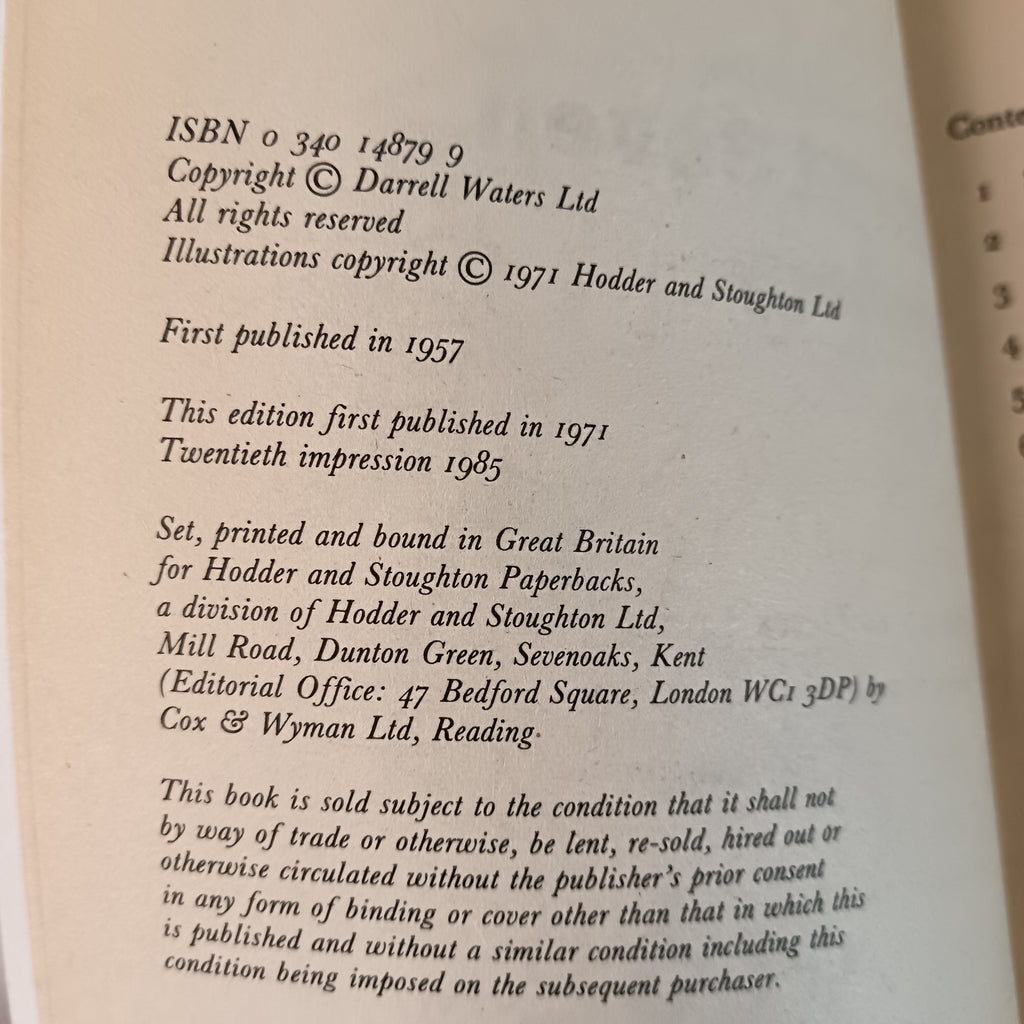 ISBN 0 340 14879 9
Copyright © Darrell Waters Ltd
All rights reserved
Illustrations copyright © 1971 Hodder and Stoughton Ltd
First published in 1957
This edition first published in 1971
Twentieth impression 1985
Set, printed and bound in Great Britain
for Hodder and Stoughton Paperbacks,
a division of Hodder and Stoughton Ltd,
Mill Road, Dunton Green, Sevenoaks, Kent
(Editorial Office: 47 Bedford Square, London WC1 3DP) by
Cox & Wyman Ltd, Reading.
This book is sold subject to the condition that it shall not
by way of trade or otherwise, be lent, re-sold, hired out or
otherwise circulated without the publisher's prior consent
in any form of binding or cover other than that in which this
is published and without a similar condition including this
condition being imposed on the subsequent purchaser.
1
2
3
4
5